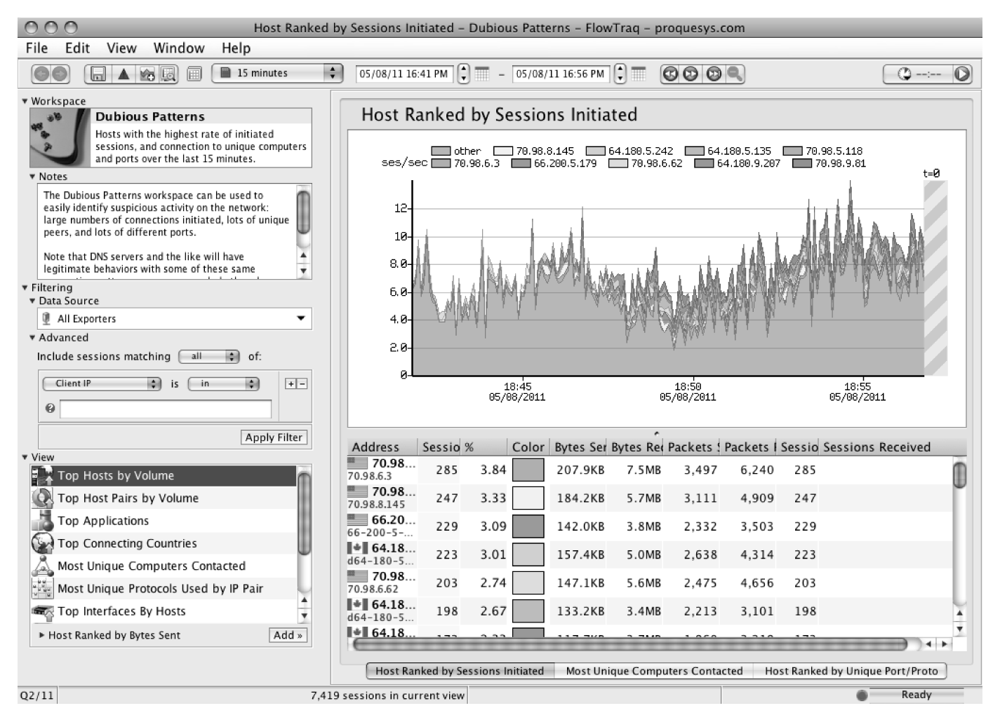 Host Ranked by Sessions Initiated – Dubious Patterns – FlowTraq – proquesys.com
File Edit View Window Help
15 minutes 05/08/11 16:41 PM – 05/08/11 16:56 PM --:--
Workspace
Dubious Patterns
Hosts with the highest rate of initiated
sessions, and connection to unique computers
and ports over the last 15 minutes.
Notes
The Dubious Patterns workspace can be used to
easily identify suspicious activity on the network:
large numbers of connections initiated, lots of unique
peers, and lots of different ports.
Note that DNS servers and the like will have
legitimate behaviors with some of these same
Filtering
Data Source
All Exporters
Advanced
Include sessions matching all of:
Client IP is in + −
?
Apply Filter
View
Top Hosts by Volume
Top Host Pairs by Volume
Top Applications
Top Connecting Countries
Most Unique Computers Contacted
Most Unique Protocols Used by IP Pair
Top Interfaces By Hosts
Host Ranked by Bytes Sent Add »
Host Ranked by Sessions Initiated
other 70.98.8.145 64.180.5.242 64.180.5.135 70.98.5.118
ses/sec 70.98.6.3 66.200.5.179 70.98.6.62 64.180.9.207 70.98.9.81
t=0
12
10
8.0
6.0
4.0
2.0
0
18:45 18:50 18:55
05/08/2011 05/08/2011 05/08/2011
Address Sessio % Color Bytes Ser Bytes Rec Packets S Packets R Sessio Sessions Received
70.98... 285 3.84 207.9KB 7.5MB 3,497 6,240 285
70.98.6.3
70.98... 247 3.33 184.2KB 5.7MB 3,111 4,909 247
70.98.8.145
66.20... 229 3.09 142.0KB 3.8MB 2,332 3,503 229
66-200-5-...
64.18... 223 3.01 157.4KB 5.0MB 2,638 4,314 223
d64-180-5...
70.98... 203 2.74 147.1KB 5.6MB 2,475 4,656 203
70.98.6.62
64.18... 198 2.67 133.2KB 3.4MB 2,213 3,101 198
d64-180-5...
64.18...
Host Ranked by Sessions Initiated Most Unique Computers Contacted Host Ranked by Unique Port/Proto
Q2/11 7,419 sessions in current view Ready